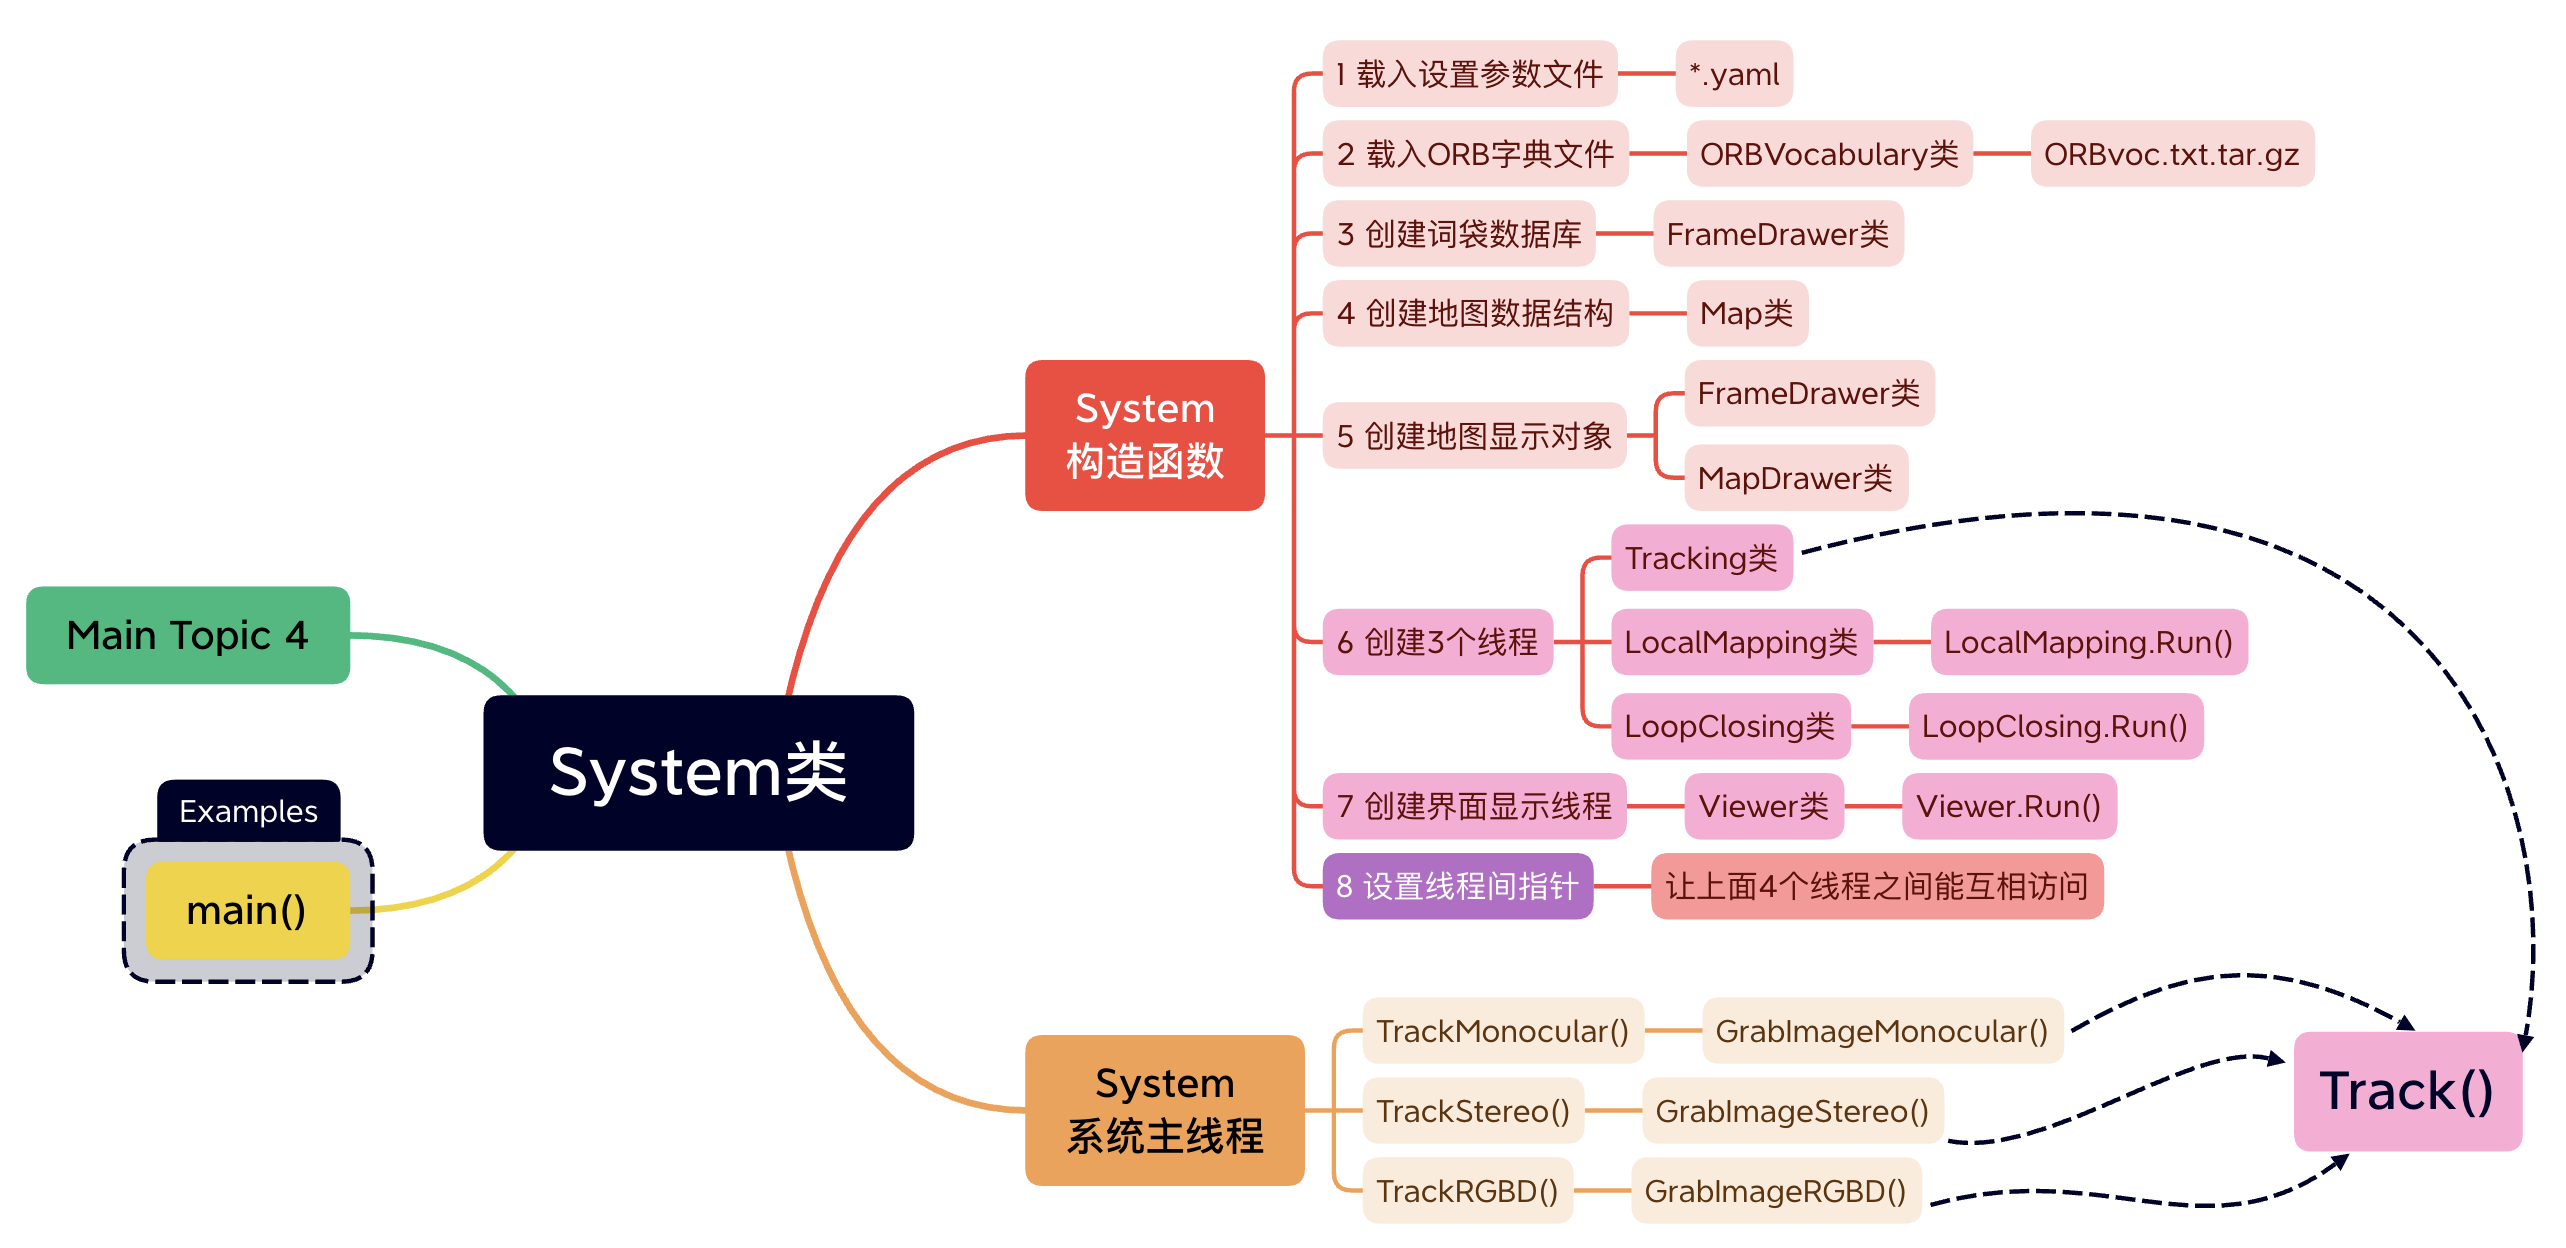 System类
System
构造函数
1 载入设置参数文件
*.yaml
2 载入ORB字典文件
ORBVocabulary类
ORBvoc.txt.tar.gz
3 创建词袋数据库
FrameDrawer类
4 创建地图数据结构
Map类
5 创建地图显示对象
FrameDrawer类
MapDrawer类
6 创建3个线程
Tracking类
LocalMapping类
LocalMapping.Run()
LoopClosing类
LoopClosing.Run()
7 创建界面显示线程
Viewer类
Viewer.Run()
8 设置线程间指针
让上面4个线程之间能互相访问
System
系统主线程
TrackMonocular()
GrabImageMonocular()
TrackStereo()
GrabImageStereo()
TrackRGBD()
GrabImageRGBD()
Track()
Main Topic 4
Examples
main()